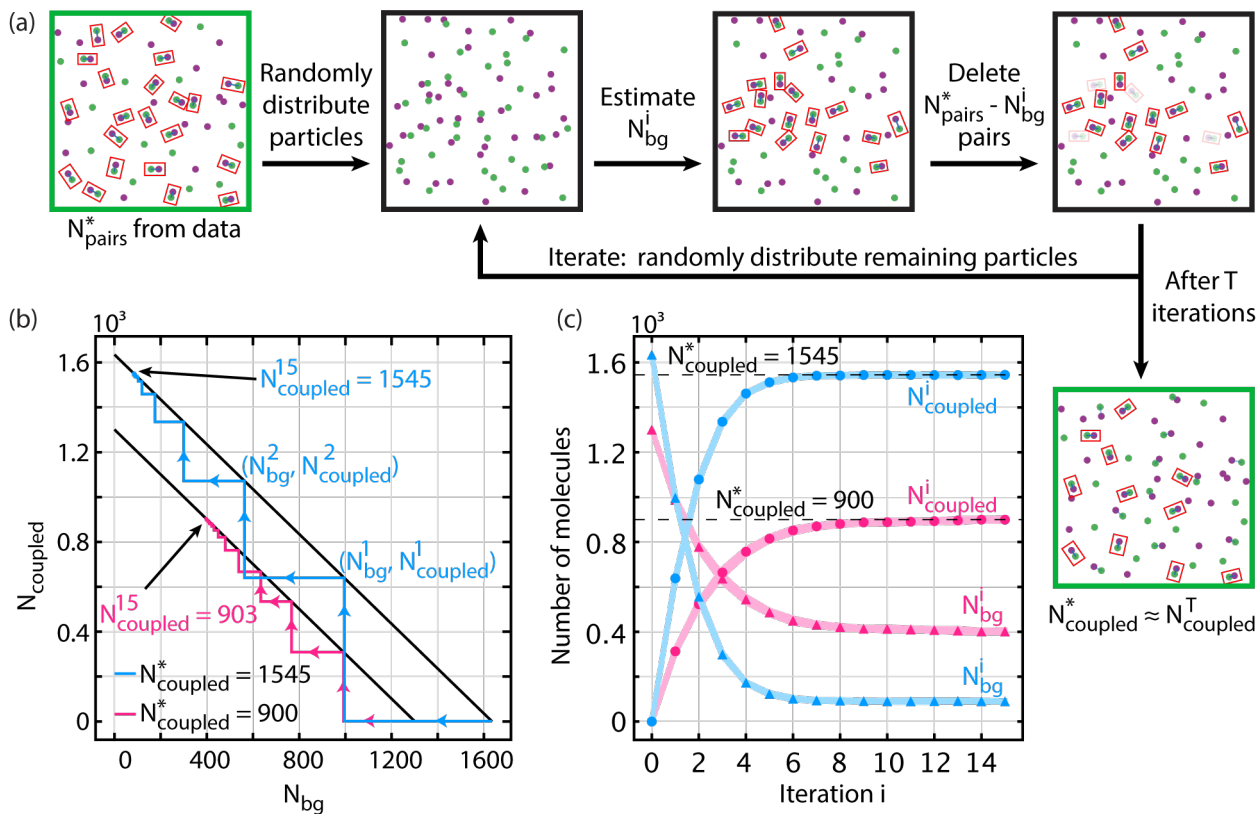 (a)
Randomly
distribute
particles
Estimate
N^i_bg
Delete
N^*_pairs - N^i_bg
pairs
N^*_pairs from data
Iterate: randomly distribute remaining particles
After T
iterations
(b)
10^3
N_coupled
1.6
1.2
0.8
0.4
0
N^15_coupled = 1545
(N^2_bg, N^2_coupled)
(N^1_bg, N^1_coupled)
N^15_coupled = 903
N^*_coupled = 1545
N^*_coupled = 900
0 400 800 1200 1600
N_bg
(c)
10^3
Number of molecules
1.6
1.2
0.8
0.4
0
N^*_coupled = 1545
N^i_coupled
N^*_coupled = 900
N^i_coupled
N^i_bg
N^i_bg
0 2 4 6 8 10 12 14
Iteration i
N^*_coupled ≈ N^T_coupled